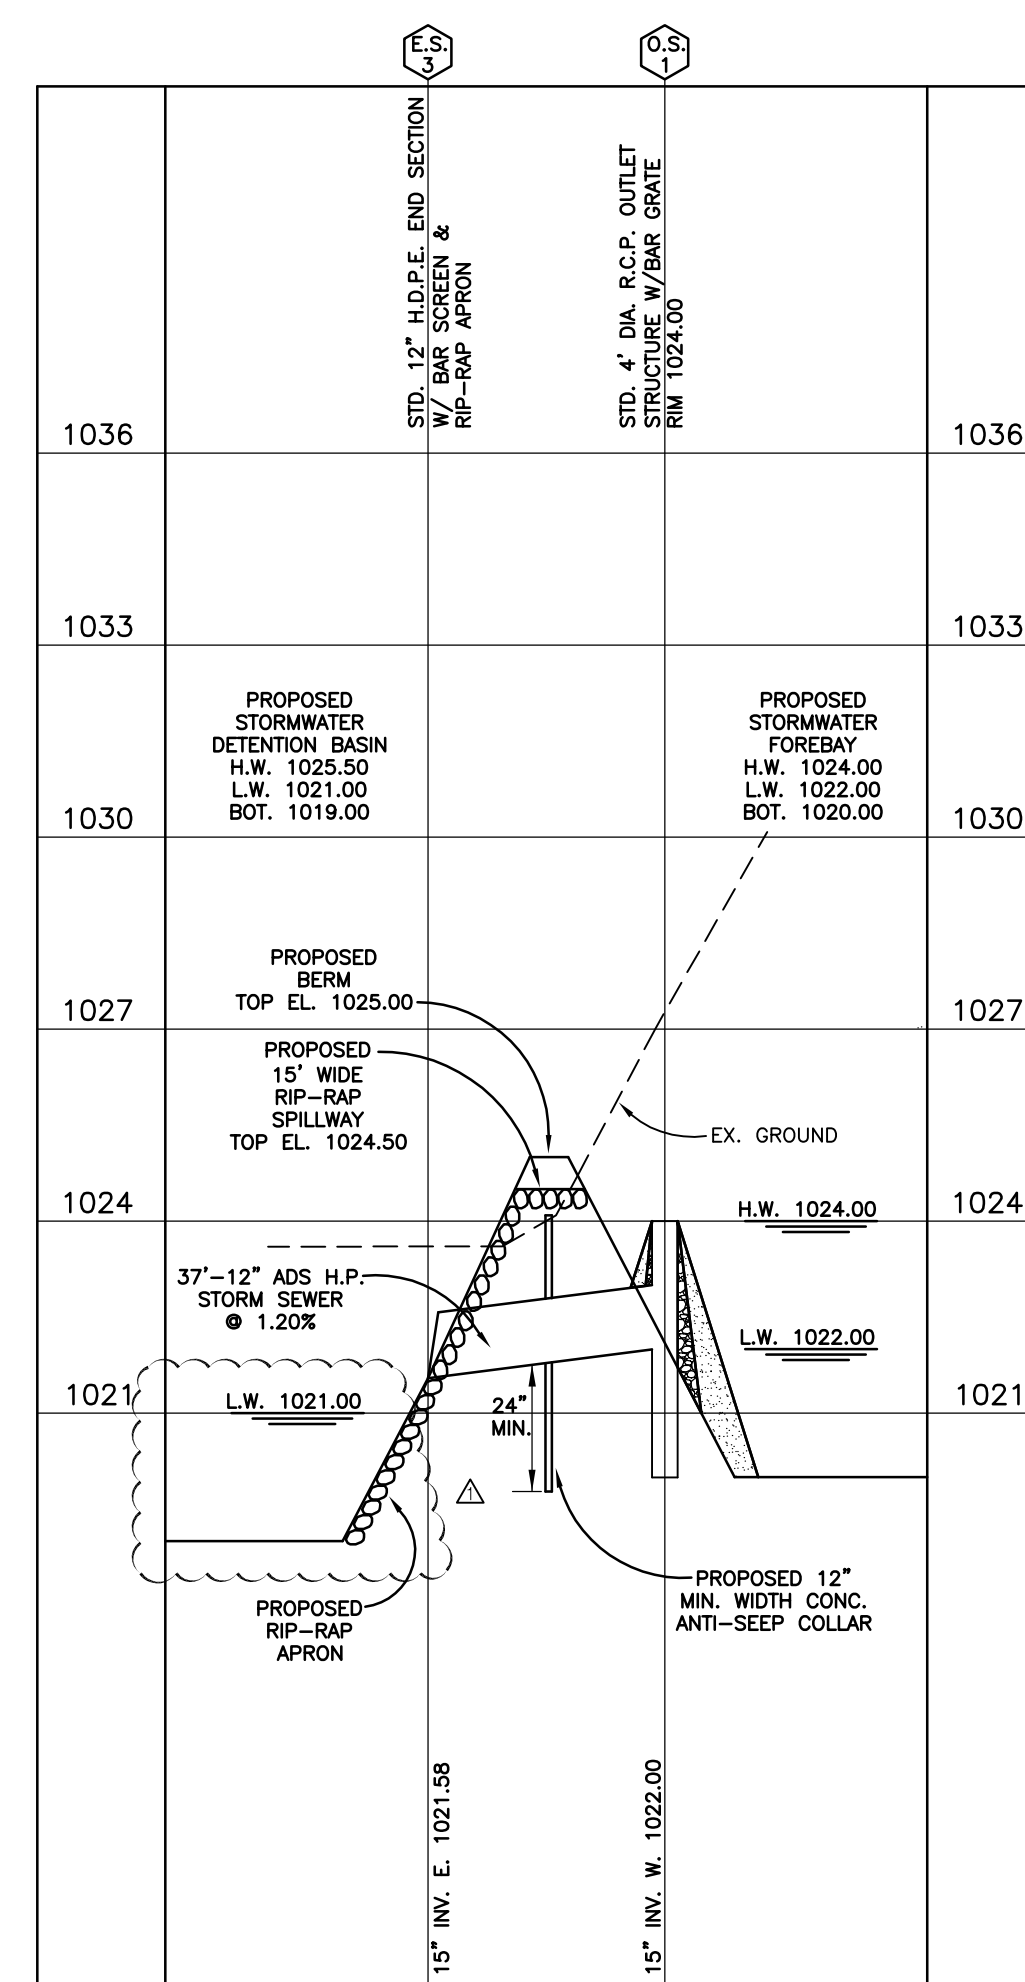 E.S.
3
O.S.
1
STD. 12" H.D.P.E. END SECTION
W/ BAR SCREEN &
RIP-RAP APRON
STD. 4' DIA. R.C.P. OUTLET
STRUCTURE W/BAR GRATE
RIM 1024.00
1036
1036
1033
1033
PROPOSED
STORMWATER
DETENTION BASIN
H.W. 1025.50
L.W. 1021.00
BOT. 1019.00
PROPOSED
STORMWATER
FOREBAY
H.W. 1024.00
L.W. 1022.00
BOT. 1020.00
1030
1030
PROPOSED
BERM
TOP EL. 1025.00
1027
1027
PROPOSED
15' WIDE
RIP-RAP
SPILLWAY
TOP EL. 1024.50
EX. GROUND
1024
1024
H.W. 1024.00
37'-12" ADS H.P.
STORM SEWER
@ 1.20%
L.W. 1022.00
1021
1021
L.W. 1021.00
24"
MIN.
1
PROPOSED 12"
MIN. WIDTH CONC.
ANTI-SEEP COLLAR
PROPOSED
RIP-RAP
APRON
15" INV. E. 1021.58
15" INV. W. 1022.00